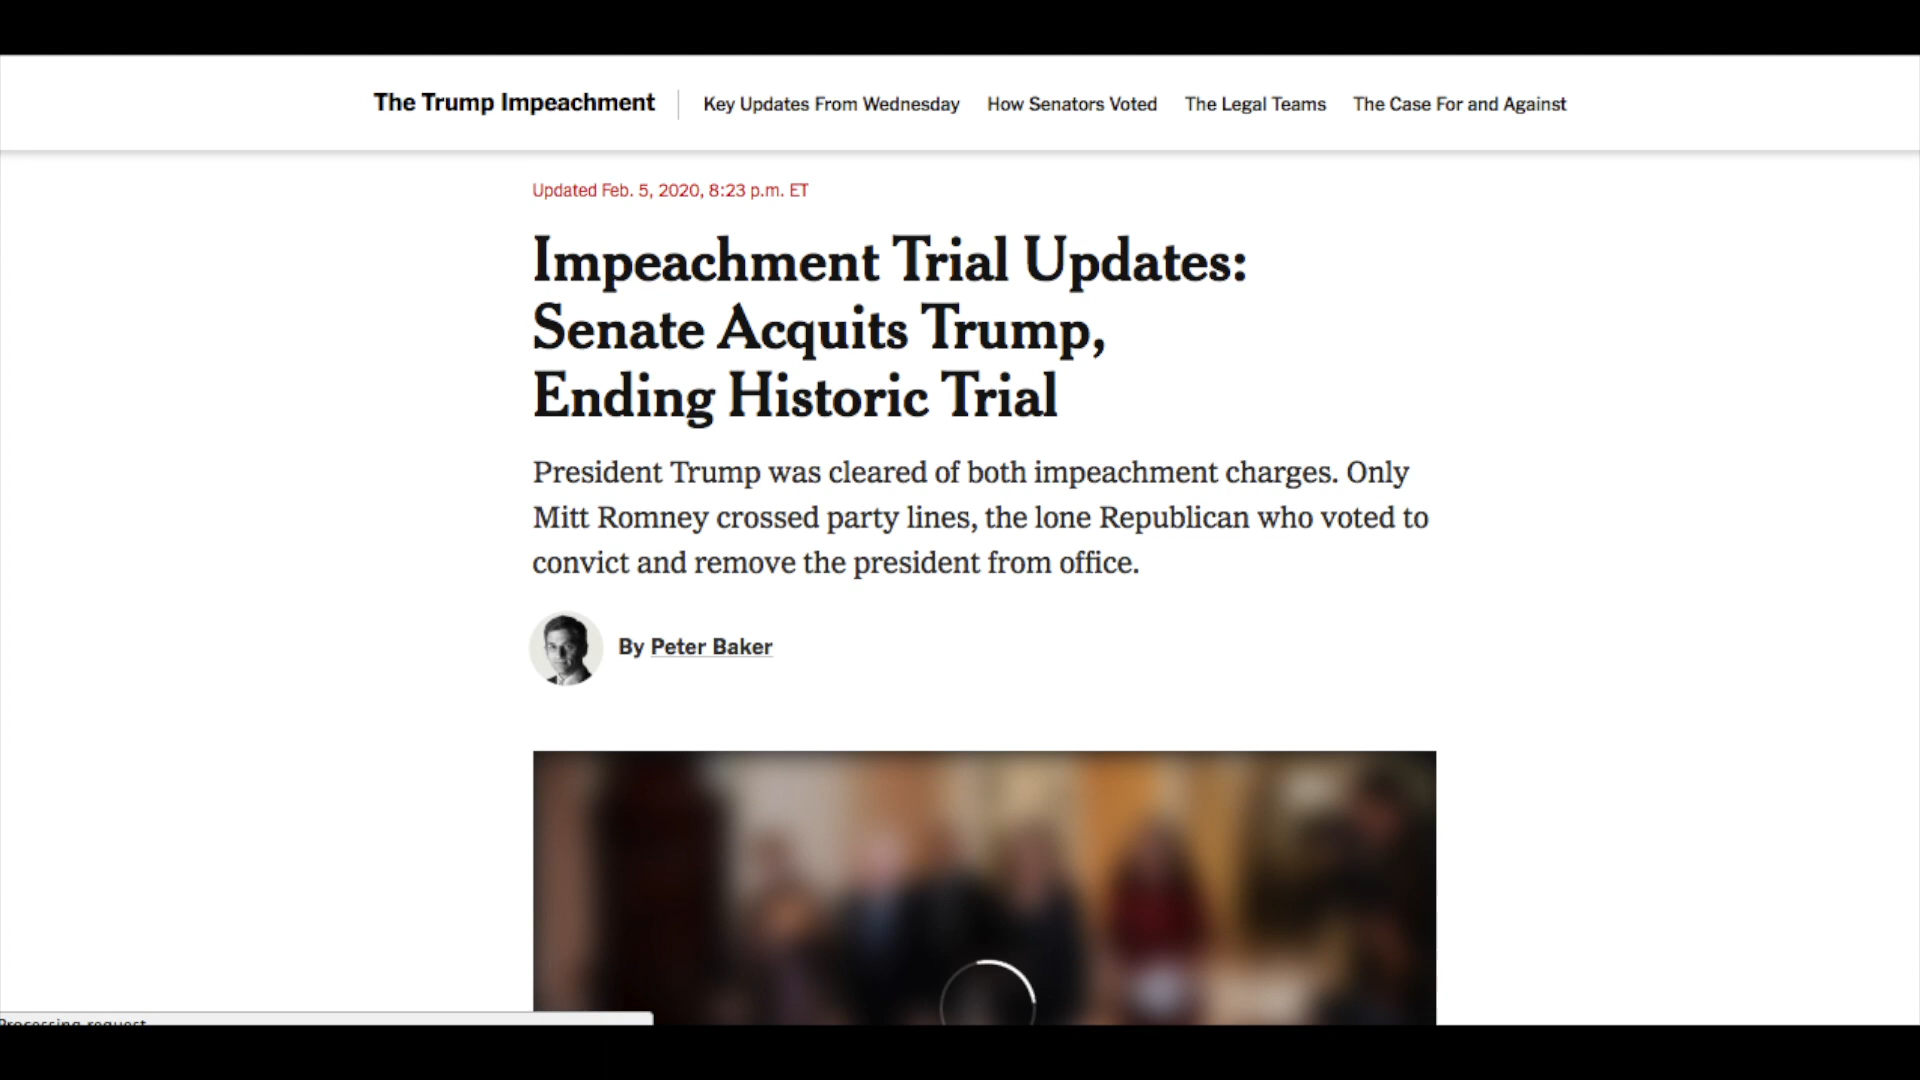 The Trump Impeachment
Key Updates From Wednesday
How Senators Voted
The Legal Teams
The Case For and Against
Updated Feb. 5, 2020, 8:23 p.m. ET
Impeachment Trial Updates:
Senate Acquits Trump,
Ending Historic Trial
President Trump was cleared of both impeachment charges. Only
Mitt Romney crossed party lines, the lone Republican who voted to
convict and remove the president from office.
By Peter Baker
Processing request